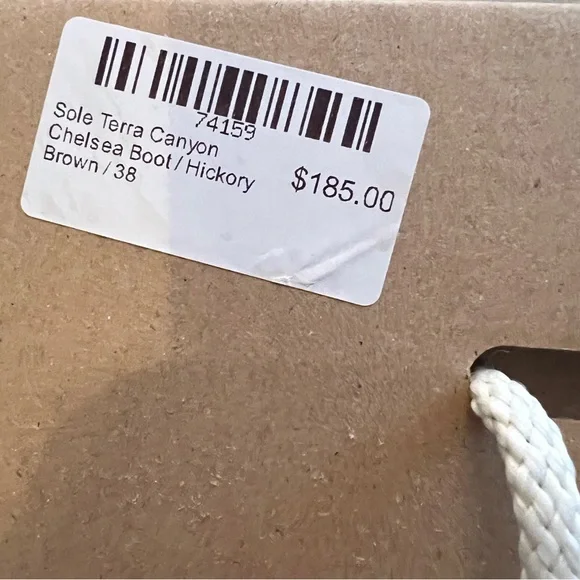 74159
Sole Terra Canyon
Chelsea Boot / Hickory
Brown / 38
$185.00